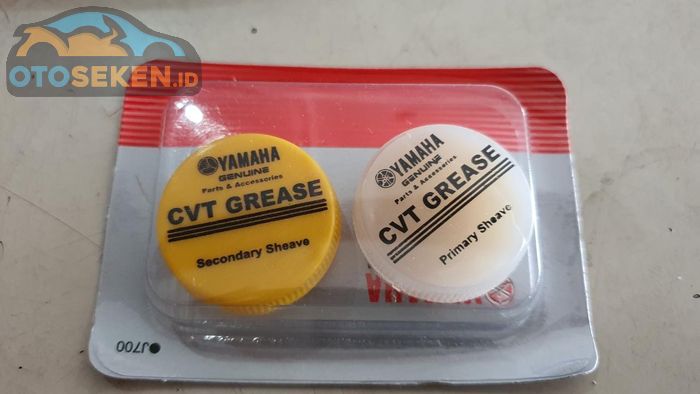 OTOSEKEN.ID
YAMAHA
GENUINE
Parts & Accessories
CVT GREASE
Secondary Sheave
YAMAHA
GENUINE
Parts & Accessories
CVT GREASE
Primary Sheave
YAMAHA
J700